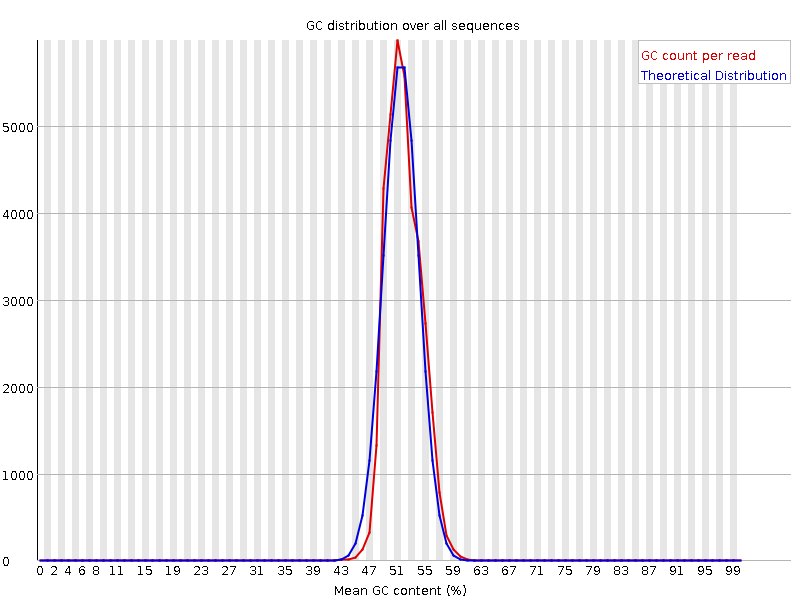 GC distribution over all sequences
GC count per read
Theoretical Distribution
5000
4000
3000
2000
1000
0
0 2 4 6 8 11 15 19 23 27 31 35 39 43 47 51 55 59 63 67 71 75 79 83 87 91 95 99
Mean GC content (%)